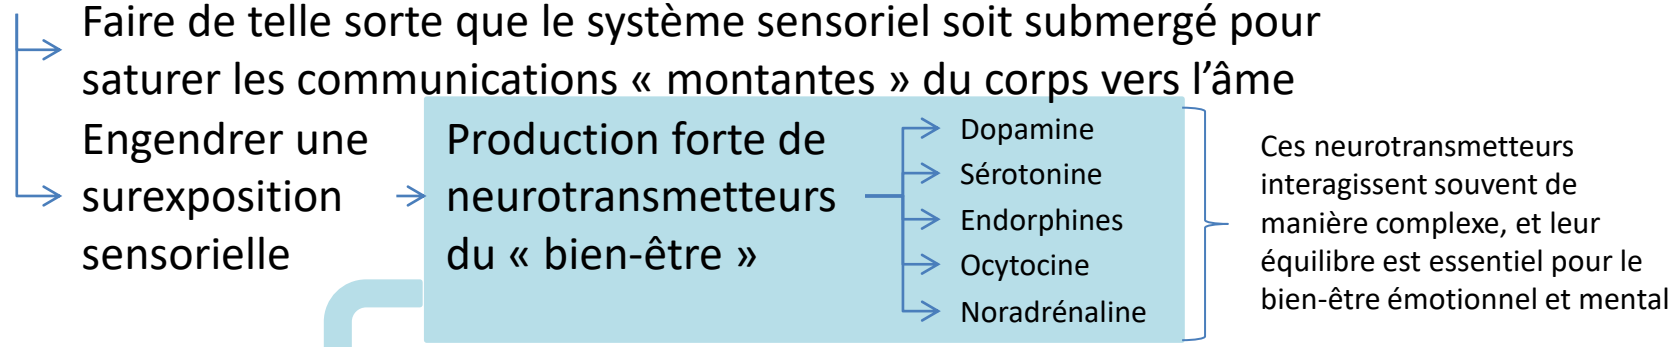 Faire de telle sorte que le système sensoriel soit submergé pour
saturer les communications « montantes » du corps vers l’âme
Engendrer une
surexposition
sensorielle
Production forte de
neurotransmetteurs
du « bien-être »
Dopamine
Sérotonine
Endorphines
Ocytocine
Noradrénaline
Ces neurotransmetteurs
interagissent souvent de
manière complexe, et leur
équilibre est essentiel pour le
bien-être émotionnel et mental